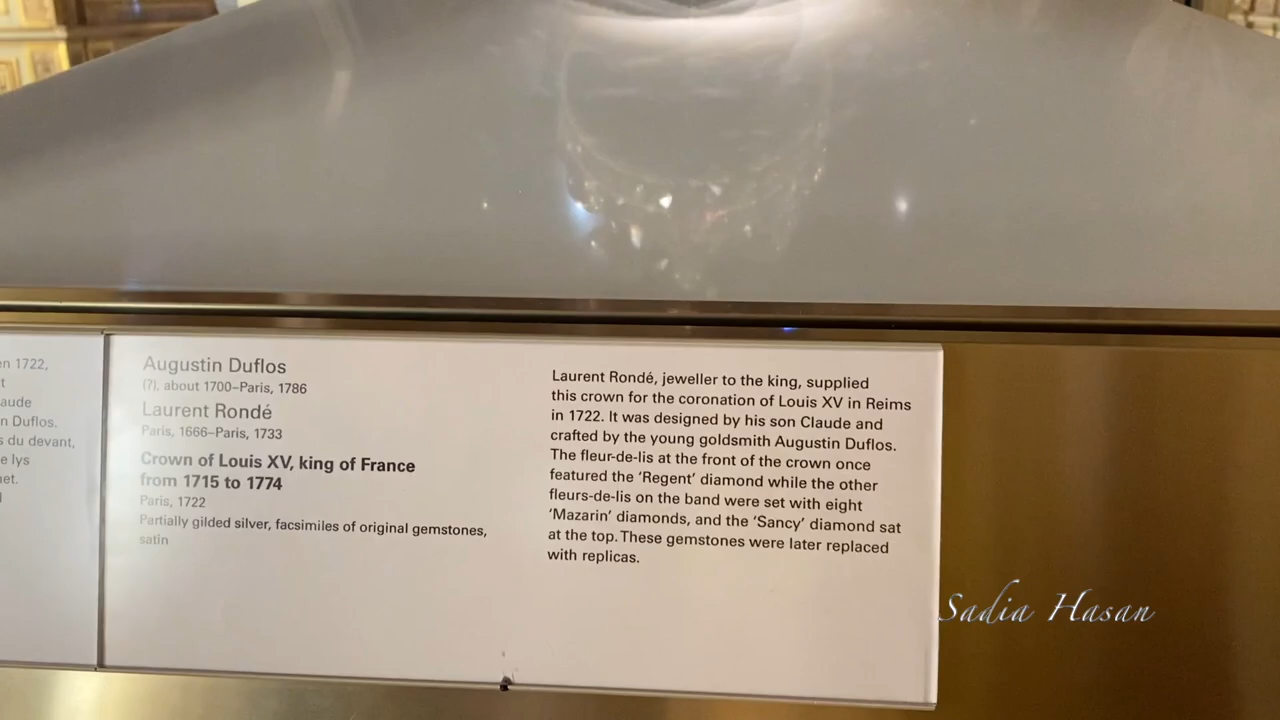 en 1722,
t
aude
n Duflos.
s du devant,
e lys
net.
Augustin Duflos
(?), about 1700–Paris, 1786
Laurent Rondé
Paris, 1666–Paris, 1733
Crown of Louis XV, king of France
from 1715 to 1774
Paris, 1722
Partially gilded silver, facsimiles of original gemstones,
satin
Laurent Rondé, jeweller to the king, supplied
this crown for the coronation of Louis XV in Reims
in 1722. It was designed by his son Claude and
crafted by the young goldsmith Augustin Duflos.
The fleur-de-lis at the front of the crown once
featured the ‘Regent’ diamond while the other
fleurs-de-lis on the band were set with eight
‘Mazarin’ diamonds, and the ‘Sancy’ diamond sat
at the top. These gemstones were later replaced
with replicas.
Sadia Hasan